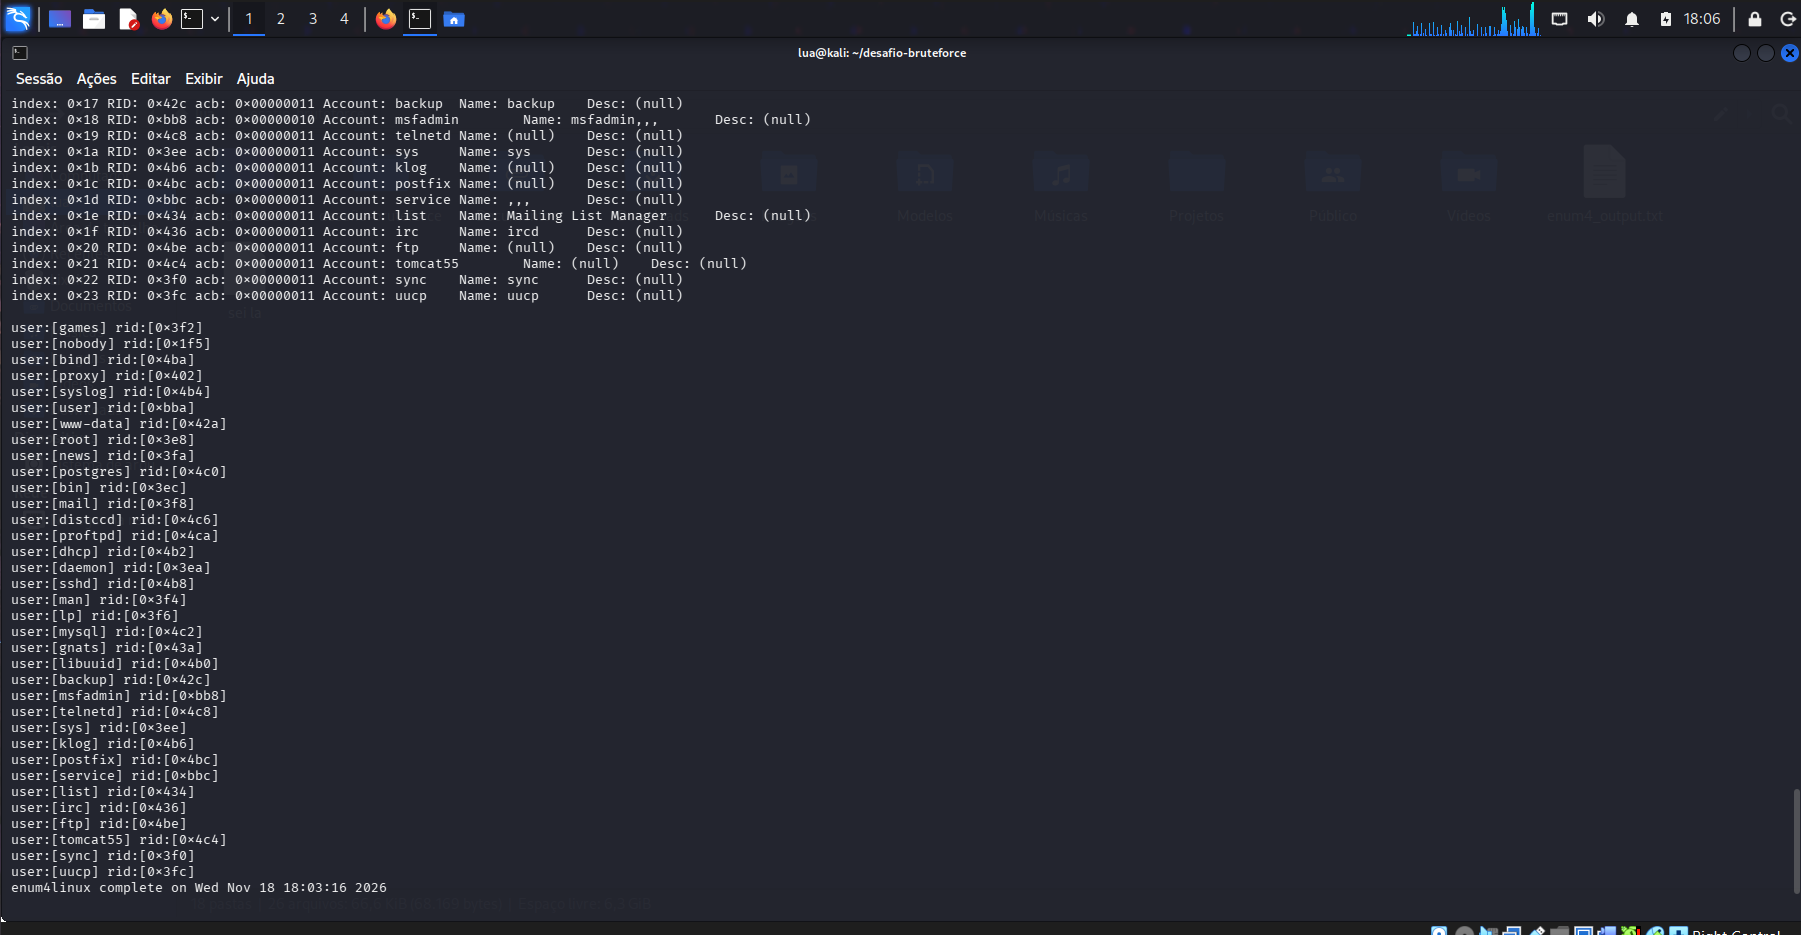 1 2 3 4 18:06
lua@kali: ~/desafio-bruteforce
Sessão Ações Editar Exibir Ajuda
index: 0×17 RID: 0×42c acb: 0×00000011 Account: backup Name: backup Desc: (null)
index: 0×18 RID: 0×bb8 acb: 0×00000010 Account: msfadmin Name: msfadmin,,, Desc: (null)
index: 0×19 RID: 0×4c8 acb: 0×00000011 Account: telnetd Name: (null) Desc: (null)
index: 0×1a RID: 0×3ee acb: 0×00000011 Account: sys Name: sys Desc: (null)
index: 0×1b RID: 0×4b6 acb: 0×00000011 Account: klog Name: (null) Desc: (null)
index: 0×1c RID: 0×4bc acb: 0×00000011 Account: postfix Name: (null) Desc: (null)
index: 0×1d RID: 0×bbc acb: 0×00000011 Account: service Name: ,,, Desc: (null)
index: 0×1e RID: 0×434 acb: 0×00000011 Account: list Name: Mailing List Manager Desc: (null)
Modelos Músicas Projetos Público Vídeos enum4_output.txt
index: 0×1f RID: 0×436 acb: 0×00000011 Account: irc Name: ircd Desc: (null)
index: 0×20 RID: 0×4be acb: 0×00000011 Account: ftp Name: (null) Desc: (null)
index: 0×21 RID: 0×4c4 acb: 0×00000011 Account: tomcat55 Name: (null) Desc: (null)
index: 0×22 RID: 0×3f0 acb: 0×00000011 Account: sync Name: sync Desc: (null)
index: 0×23 RID: 0×3fc acb: 0×00000011 Account: uucp Name: uucp Desc: (null)
user:[games] rid:[0×3f2]
user:[nobody] rid:[0×1f5]
user:[bind] rid:[0×4ba]
user:[proxy] rid:[0×402]
user:[syslog] rid:[0×4b4]
user:[user] rid:[0×bba]
user:[www-data] rid:[0×42a]
user:[root] rid:[0×3e8]
user:[news] rid:[0×3fa]
user:[postgres] rid:[0×4c0]
user:[bin] rid:[0×3ec]
user:[mail] rid:[0×3f8]
user:[distccd] rid:[0×4c6]
user:[proftpd] rid:[0×4ca]
user:[dhcp] rid:[0×4b2]
user:[daemon] rid:[0×3ea]
user:[sshd] rid:[0×4b8]
user:[man] rid:[0×3f4]
user:[lp] rid:[0×3f6]
user:[mysql] rid:[0×4c2]
user:[gnats] rid:[0×43a]
user:[libuuid] rid:[0×4b0]
user:[backup] rid:[0×42c]
user:[msfadmin] rid:[0×bb8]
user:[telnetd] rid:[0×4c8]
user:[sys] rid:[0×3ee]
user:[klog] rid:[0×4b6]
user:[postfix] rid:[0×4bc]
user:[service] rid:[0×bbc]
user:[list] rid:[0×434]
user:[irc] rid:[0×436]
user:[ftp] rid:[0×4be]
user:[tomcat55] rid:[0×4c4]
user:[sync] rid:[0×3f0]
user:[uucp] rid:[0×3fc]
enum4linux complete on Wed Nov 18 18:03:16 2026
Right Control